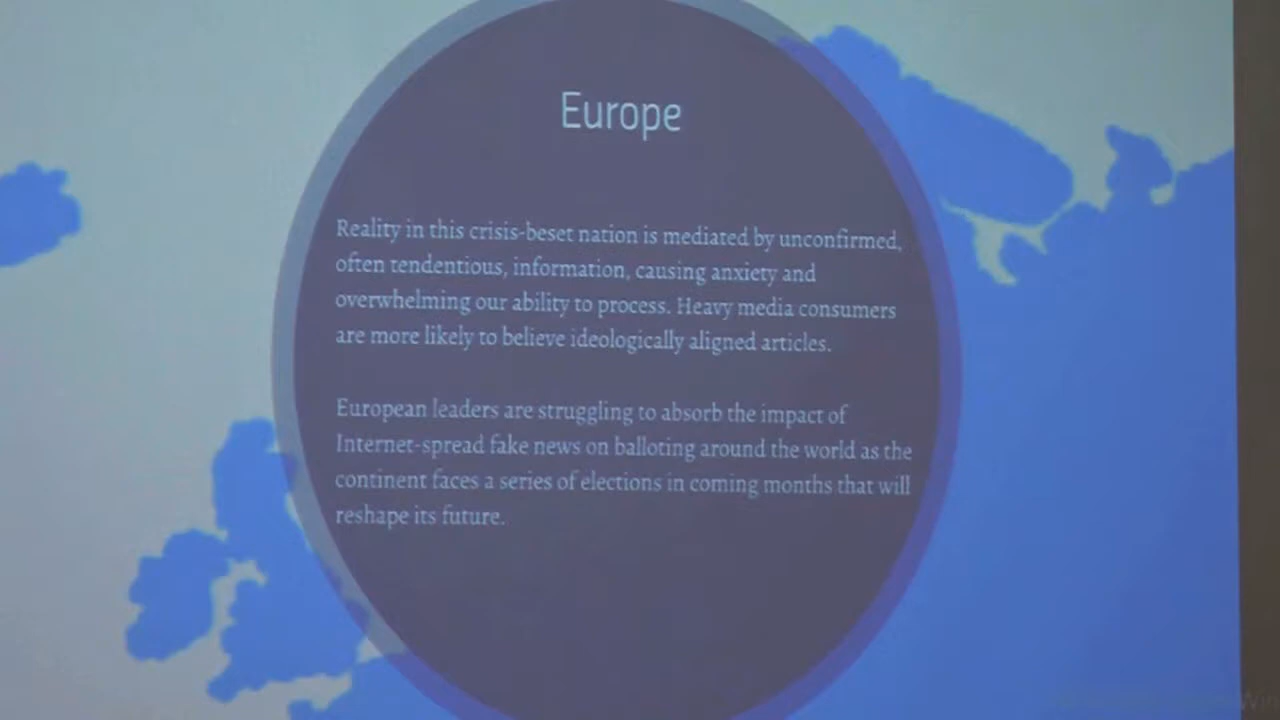 Europe
Reality in this crisis-beset nation is mediated by unconfirmed,
often tendentious, information, causing anxiety and
overwhelming our ability to process. Heavy media consumers
are more likely to believe ideologically aligned articles.
European leaders are struggling to absorb the impact of
Internet-spread fake news on balloting around the world as the
continent faces a series of elections in coming months that will
reshape its future.